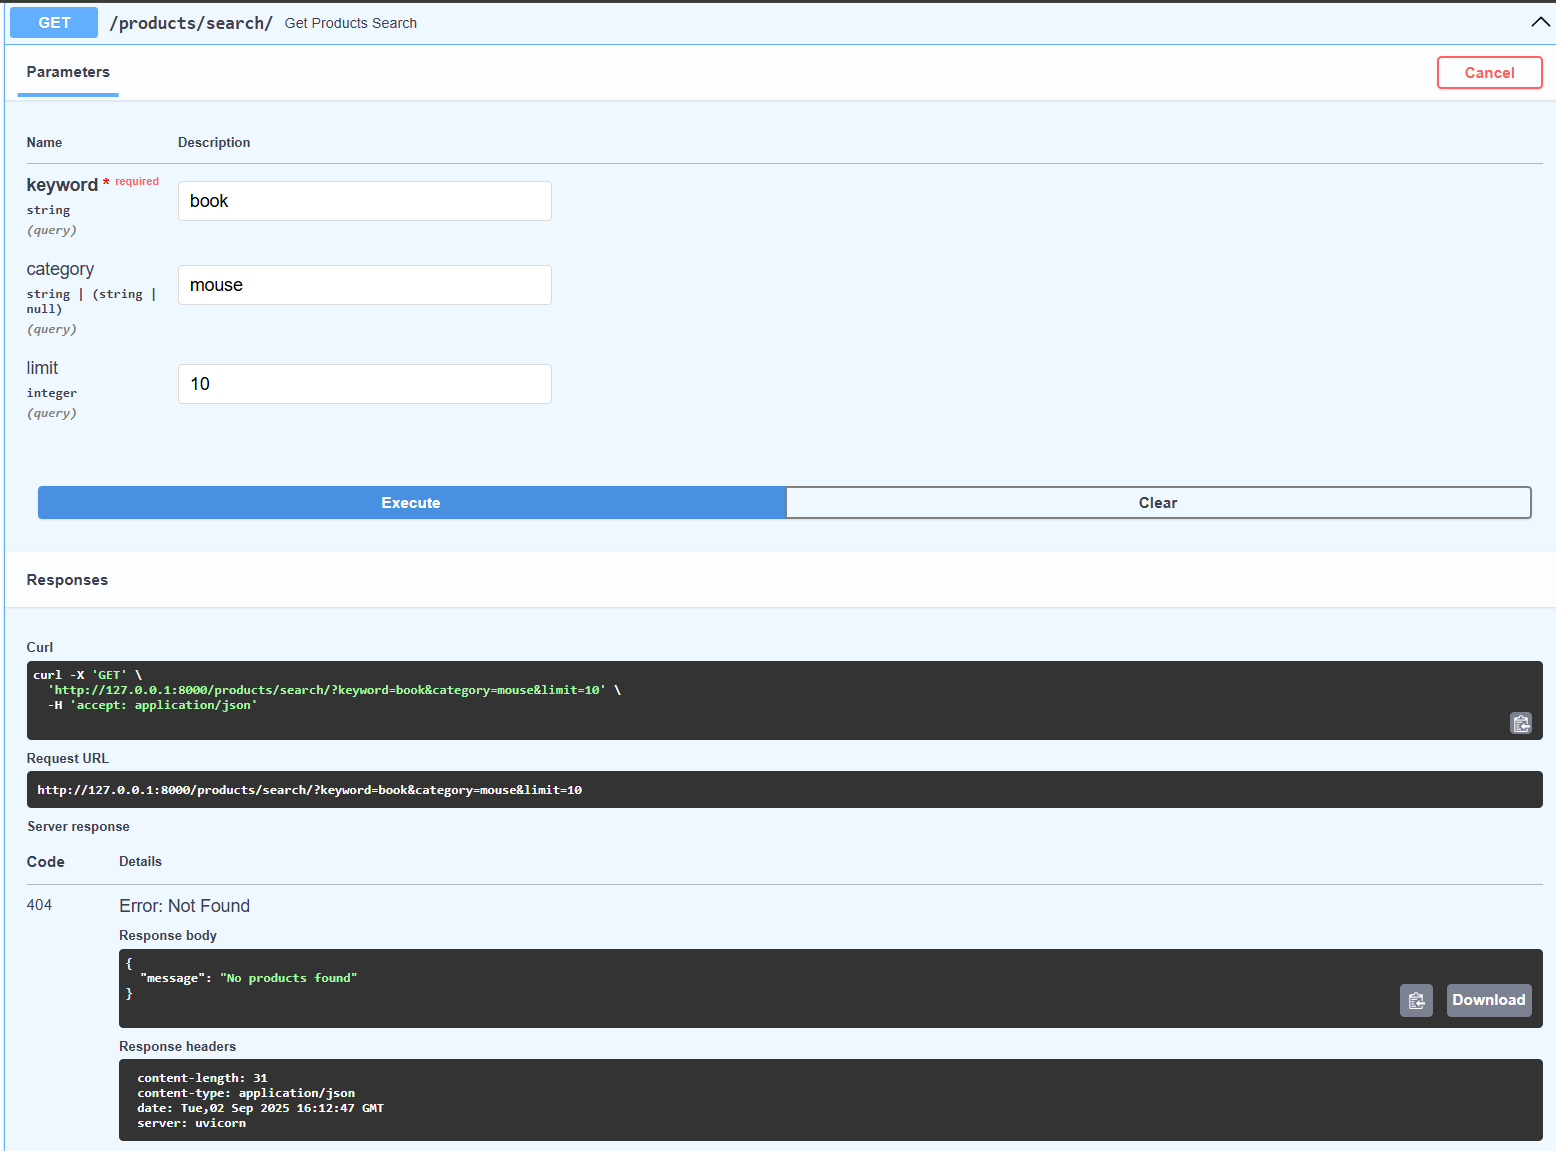 GET /products/search/ Get Products Search
Parameters
Cancel
Name Description
keyword * required
string
(query)
book
category
string | (string |
null)
(query)
mouse
limit
integer
(query)
10
Execute
Clear
Responses
Curl
curl -X 'GET' \
'http://127.0.0.1:8000/products/search/?keyword=book&category=mouse&limit=10' \
-H 'accept: application/json'
Request URL
http://127.0.0.1:8000/products/search/?keyword=book&category=mouse&limit=10
Server response
Code Details
404 Error: Not Found
Response body
{
"message": "No products found"
}
Download
Response headers
content-length: 31
content-type: application/json
date: Tue,02 Sep 2025 16:12:47 GMT
server: uvicorn